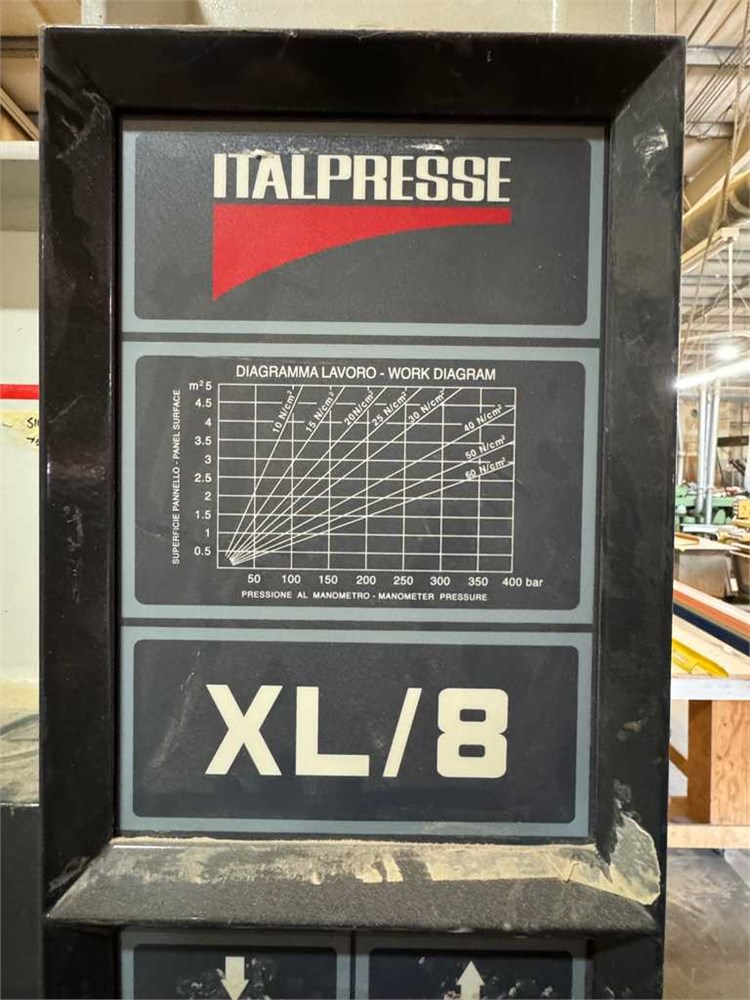 ITALPRESSE
DIAGRAMMA LAVORO - WORK DIAGRAM
m² 5
4.5
4
3.5
3
2.5
2
1.5
1
0.5
SUPERFICIE PANNELLO - PANEL SURFACE
10 N/cm²
15 N/cm²
20N/cm²
25 N/cm²
30 N/cm²
40 N/cm²
50 N/cm²
60 N/cm²
50 100 150 200 250 300 350 400 bar
PRESSIONE AL MANOMETRO - MANOMETER PRESSURE
XL/8